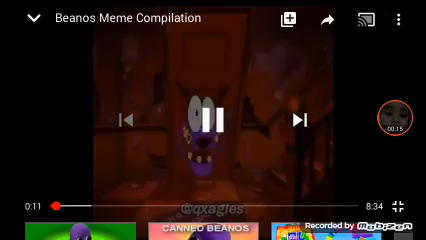 Beanos Meme Compilation
00:15
0:11
8:34
@qxagles
CANNED BEANOS
Recorded by Mobizen